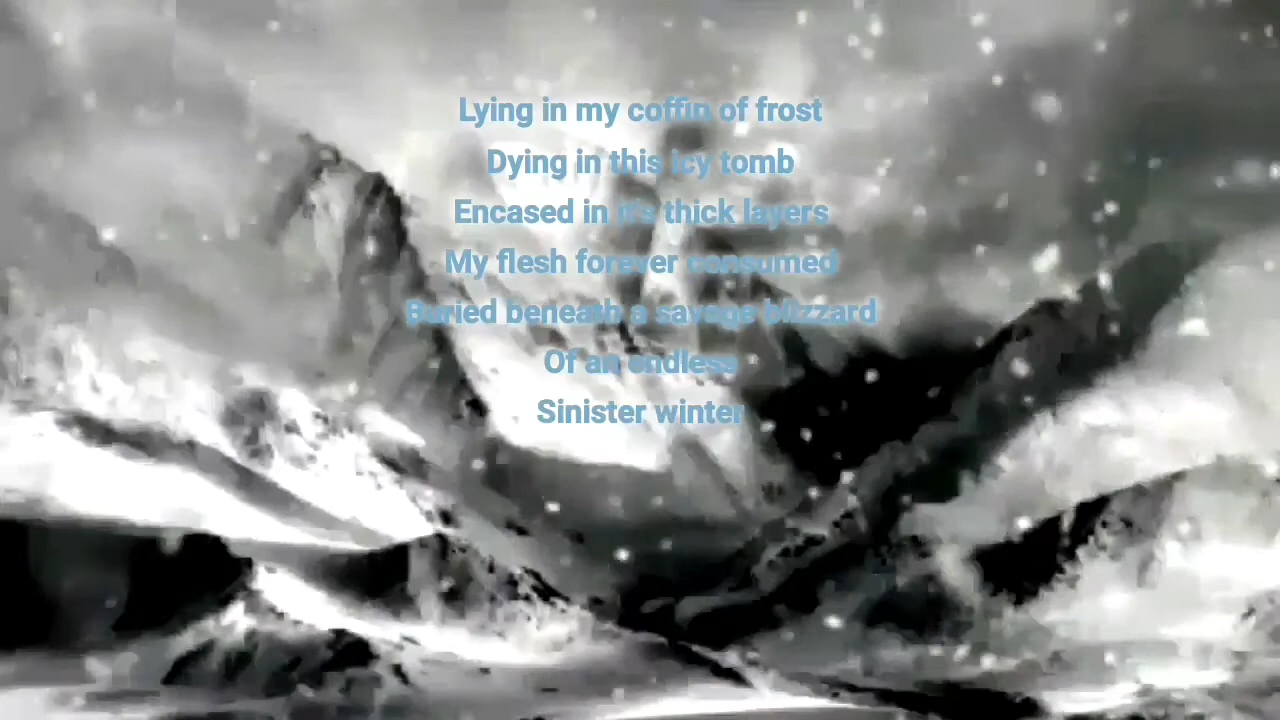 Lying in my coffin of frost
Dying in this icy tomb
Encased in it's thick layers
My flesh forever consumed
Buried beneath a savage blizzard
Of an endless
Sinister winter